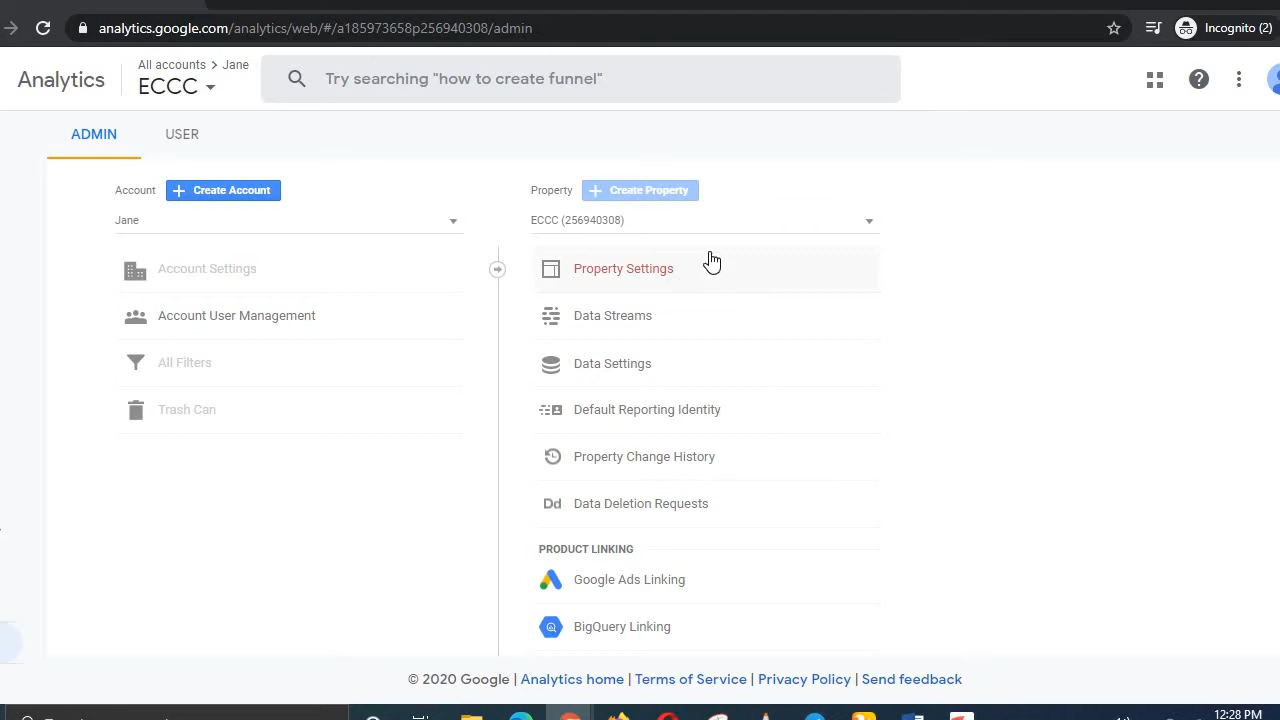 analytics.google.com/analytics/web/#/a185973658p256940308/admin
Incognito (2)
Analytics
All accounts > Jane
ECCC
Try searching "how to create funnel"
ADMIN
USER
Account
Create Account
Property
Create Property
Jane
ECCC (256940308)
Account Settings
Account User Management
All Filters
Trash Can
Property Settings
Data Streams
Data Settings
Default Reporting Identity
Property Change History
Dd Data Deletion Requests
PRODUCT LINKING
Google Ads Linking
BigQuery Linking
© 2020 Google | Analytics home | Terms of Service | Privacy Policy | Send feedback
12:28 PM